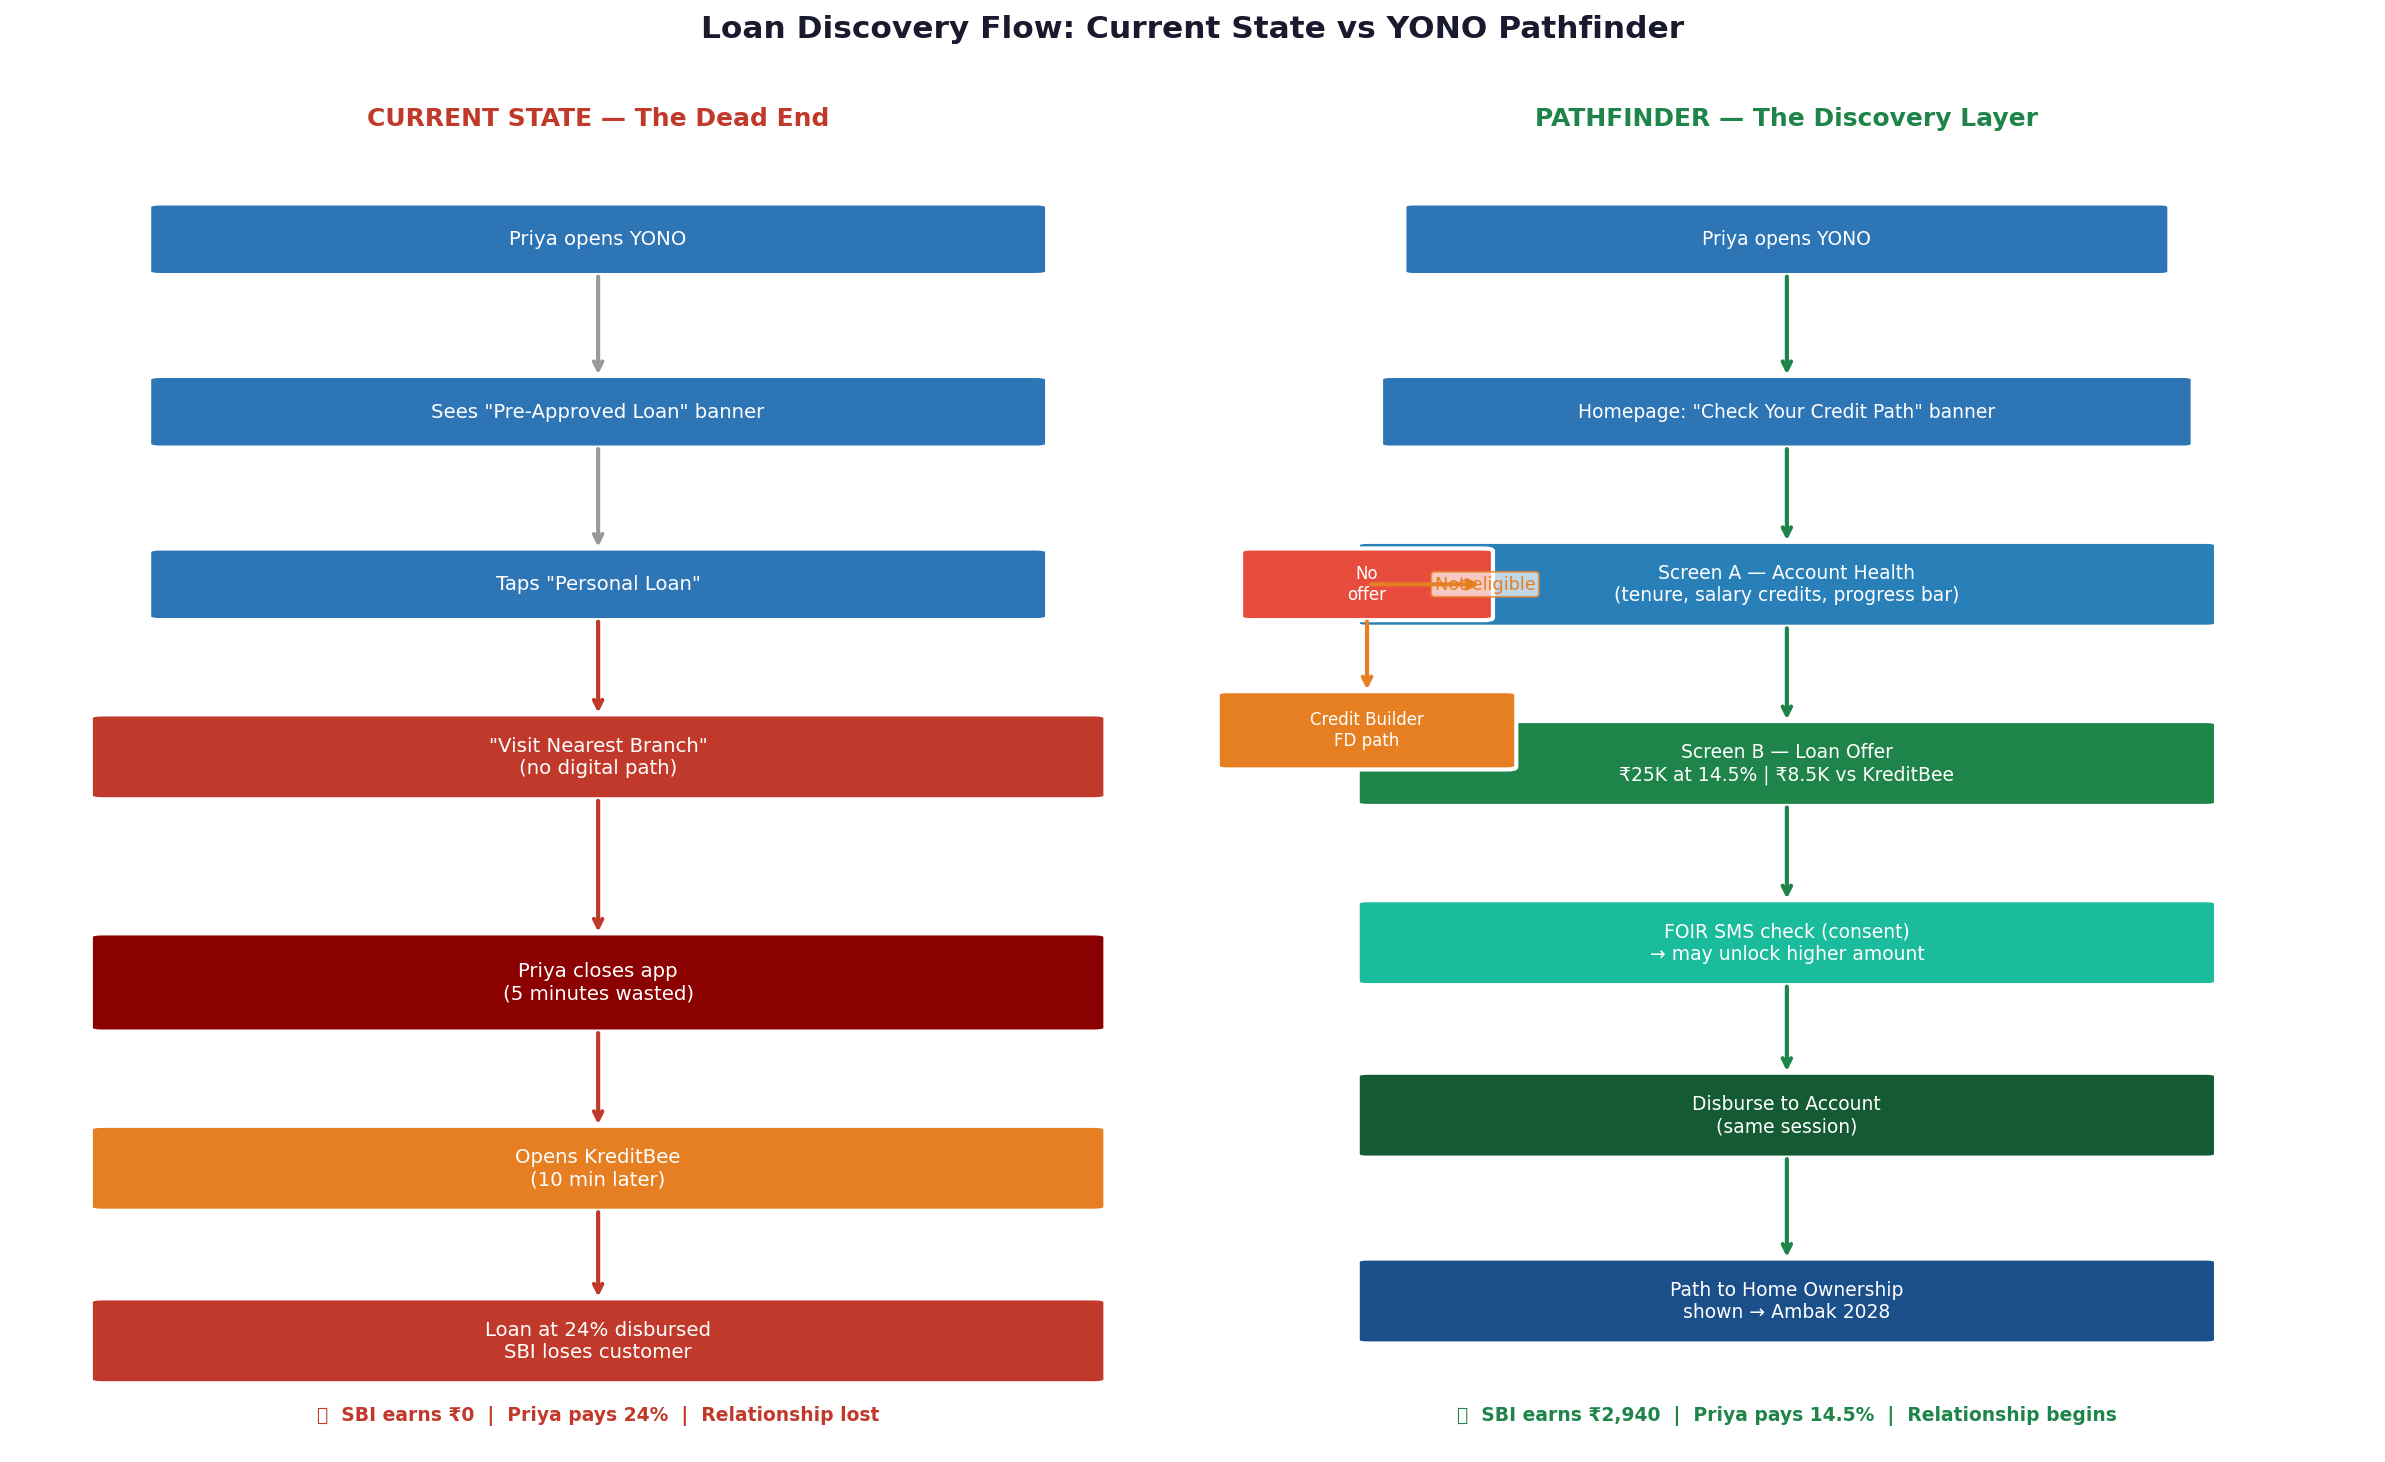 Loan Discovery Flow: Current State vs YONO Pathfinder
CURRENT STATE — The Dead End
Priya opens YONO
Sees "Pre-Approved Loan" banner
Taps "Personal Loan"
"Visit Nearest Branch"
(no digital path)
Priya closes app
(5 minutes wasted)
Opens KreditBee
(10 min later)
Loan at 24% disbursed
SBI loses customer
SBI earns ₹0 | Priya pays 24% | Relationship lost
PATHFINDER — The Discovery Layer
Priya opens YONO
Homepage: "Check Your Credit Path" banner
Screen A — Account Health
(tenure, salary credits, progress bar)
No
offer
Not eligible
Credit Builder
FD path
Screen B — Loan Offer
₹25K at 14.5% | ₹8.5K vs KreditBee
FOIR SMS check (consent)
→ may unlock higher amount
Disburse to Account
(same session)
Path to Home Ownership
shown → Ambak 2028
SBI earns ₹2,940 | Priya pays 14.5% | Relationship begins